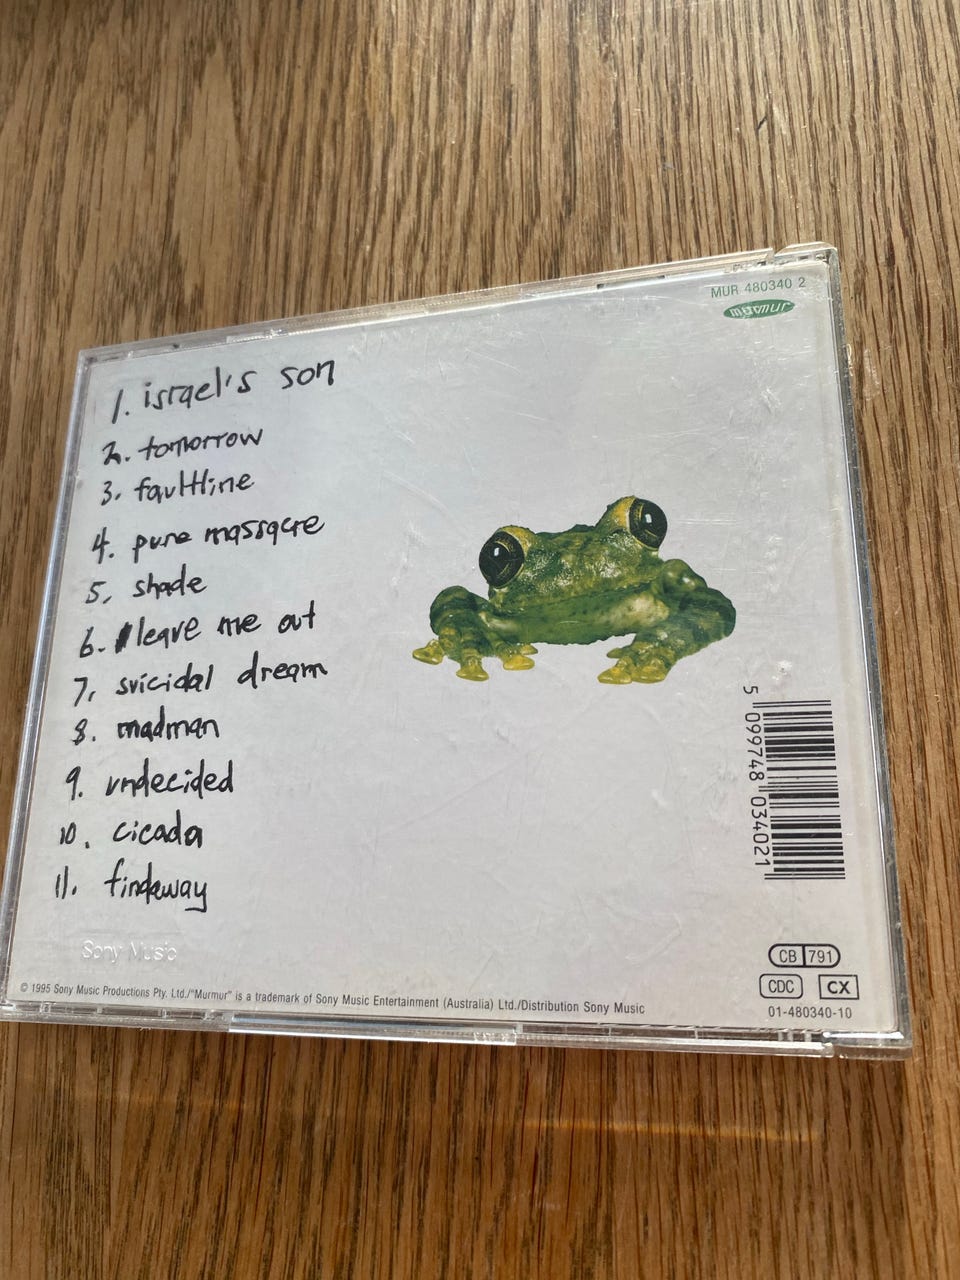 MUR 480340 2
murmur
1. israel's son
2. tomorrow
3. faultline
4. pure massacre
5. shade
6. leave me out
7. suicidal dream
8. madman
9. undecided
10. cicada
11. findaway
5 099748 034021
Sony Music
CB 791
CDC CX
© 1995 Sony Music Productions Pty. Ltd./"Murmur" is a trademark of Sony Music Entertainment (Australia) Ltd./Distribution Sony Music
01-480340-10